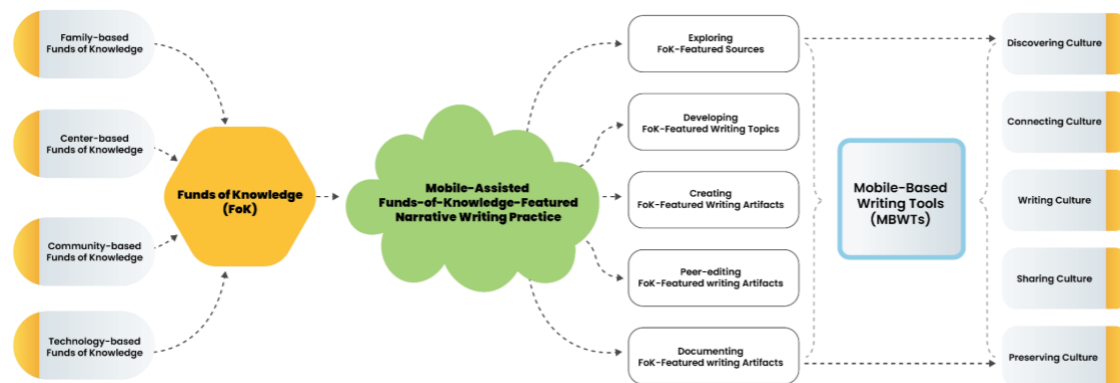 Family-based
Funds of Knowledge
Center-based
Funds of Knowledge
Community-based
Funds of Knowledge
Technology-based
Funds of Knowledge
Funds of Knowledge
(FoK)
Mobile-Assisted
Funds-of-Knowledge-Featured
Narrative Writing Practice
Exploring
FoK-Featured Sources
Developing
FoK-Featured Writing Topics
Creating
FoK-Featured Writing Artifacts
Peer-editing
FoK-Featured writing Artifacts
Documenting
FoK-Featured writing Artifacts
Mobile-Based
Writing Tools
(MBWTs)
Discovering Culture
Connecting Culture
Writing Culture
Sharing Culture
Preserving Culture